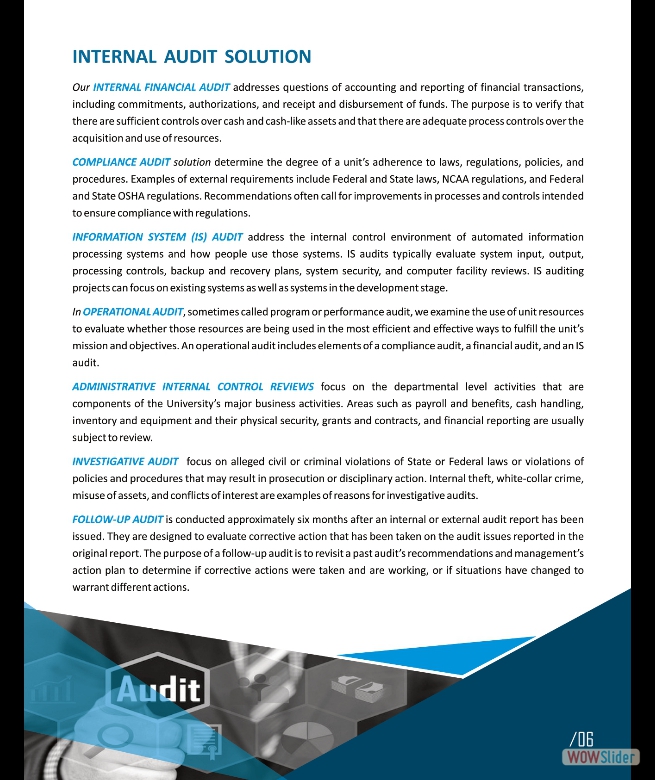 INTERNAL AUDIT SOLUTION
Our INTERNAL FINANCIAL AUDIT addresses questions of accounting and reporting of financial transactions,
including commitments, authorizations, and receipt and disbursement of funds. The purpose is to verify that
there are sufficient controls over cash and cash-like assets and that there are adequate process controls over the
acquisition and use of resources.
COMPLIANCE AUDIT solution determine the degree of a unit's adherence to laws, regulations, policies, and
procedures. Examples of external requirements include Federal and State laws, NCAA regulations, and Federal
and State OSHA regulations. Recommendations often call for improvements in processes and controls intended
to ensure compliance with regulations.
INFORMATION SYSTEM (IS) AUDIT address the internal control environment of automated information
processing systems and how people use those systems. IS audits typically evaluate system input, output,
processing controls, backup and recovery plans, system security, and computer facility reviews. IS auditing
projects can focus on existing systems as well as systems in the development stage.
In OPERATIONAL AUDIT, sometimes called program or performance audit, we examine the use of unit resources
to evaluate whether those resources are being used in the most efficient and effective ways to fulfill the unit's
mission and objectives. An operational audit includes elements of a compliance audit, a financial audit, and an IS
audit.
ADMINISTRATIVE INTERNAL CONTROL REVIEWS focus on the departmental level activities that are
components of the University's major business activities. Areas such as payroll and benefits, cash handling,
inventory and equipment and their physical security, grants and contracts, and financial reporting are usually
subject to review.
INVESTIGATIVE AUDIT focus on alleged civil or criminal violations of State or Federal laws or violations of
policies and procedures that may result in prosecution or disciplinary action. Internal theft, white-collar crime,
misuse of assets, and conflicts of interest are examples of reasons for investigative audits.
FOLLOW-UP AUDIT is conducted approximately six months after an internal or external audit report has been
issued. They are designed to evaluate corrective action that has been taken on the audit issues reported in the
original report. The purpose of a follow-up audit is to revisit a past audit's recommendations and management's
action plan to determine if corrective actions were taken and are working, or if situations have changed to
warrant different actions.
Audit
/06
WOWSlider